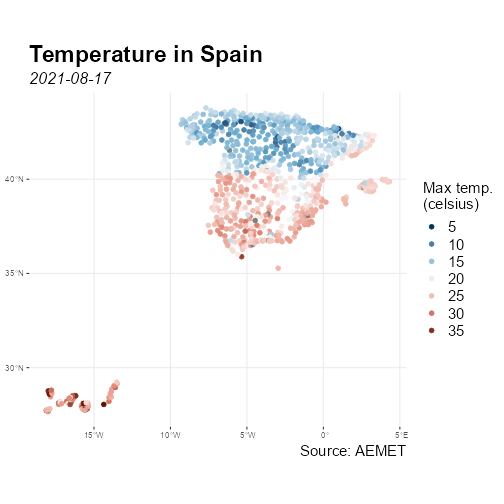 Temperature in Spain
2021-08-17
40°N
35°N
30°N
15°W
10°W
5°W
0°
5°E
Max temp.
(celsius)
5
10
15
20
25
30
35
Source: AEMET